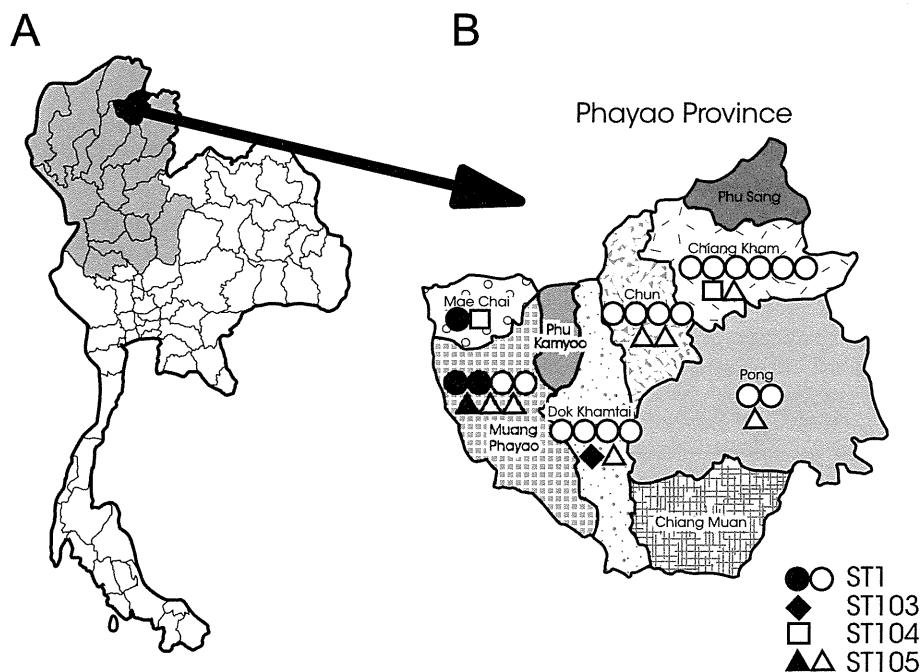 A
B
Phayao Province
Phu Sang
Chiang Kham
Mae Chai
Chun
Phu
Kamyoo
Pong
Dok Khamtai
Muang
Phayao
Chiang Muan
ST1
ST103
ST104
ST105